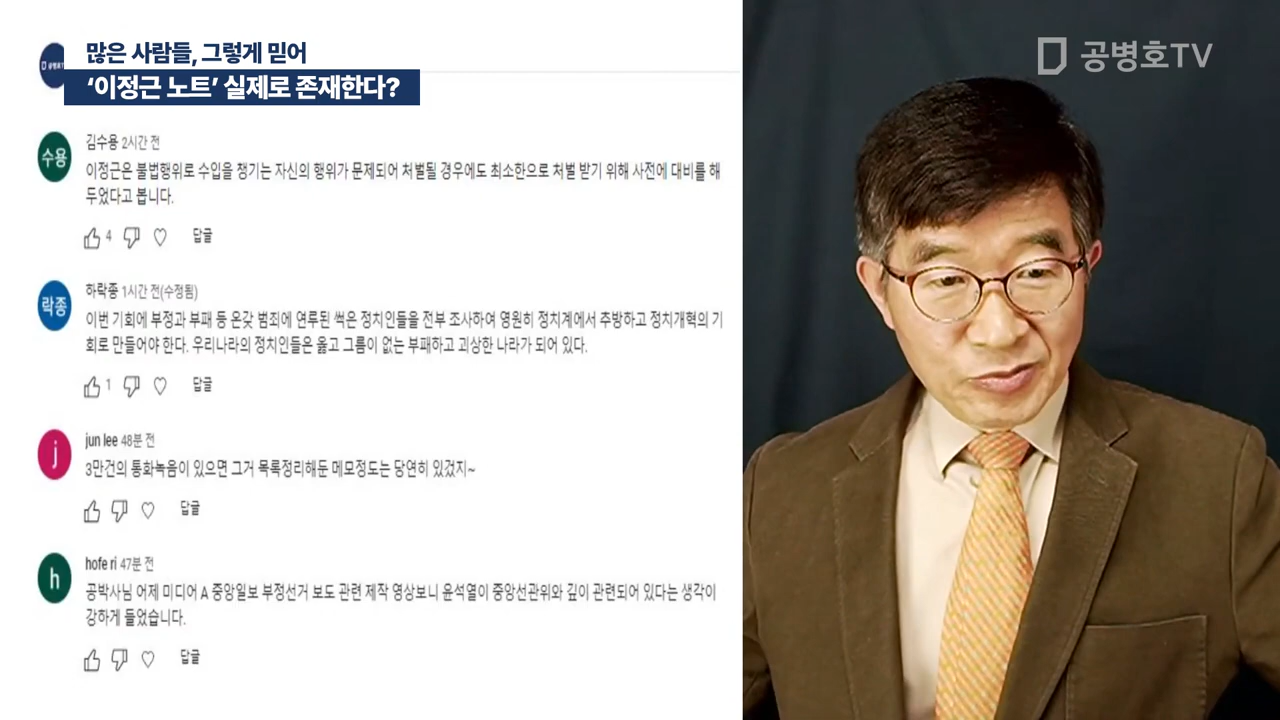 많은 사람들, 그렇게 믿어
'이정근 노트' 실제로 존재한다?
공병호TV
수용
김수용 2시간 전
이정근은 불법행위로 수입을 챙기는 자신의 행위가 문제되어 처벌될 경우에도 최소한으로 처벌 받기 위해 사전에 대비를 해
두었다고 봅니다.
4
답글
락종
하락종 1시간 전(수정됨)
이번 기회에 부정과 부패 등 온갖 범죄에 연루된 썩은 정치인들을 전부 조사하여 영원히 정치계에서 추방하고 정치개혁의 기
회로 만들어야 한다. 우리나라의 정치인들은 옳고 그름이 없는 부패하고 괴상한 나라가 되어 있다.
1
답글
j
jun lee 48분 전
3만건의 통화녹음이 있으면 그거 목록정리해둔 메모정도는 당연히 있겠지~
답글
h
hofe ri 47분 전
공박사님 어제 미디어 A 중앙일보 부정선거 보도 관련 제작 영상보니 윤석열이 중앙선관위와 깊이 관련되어 있다는 생각이
강하게 들었습니다.
답글